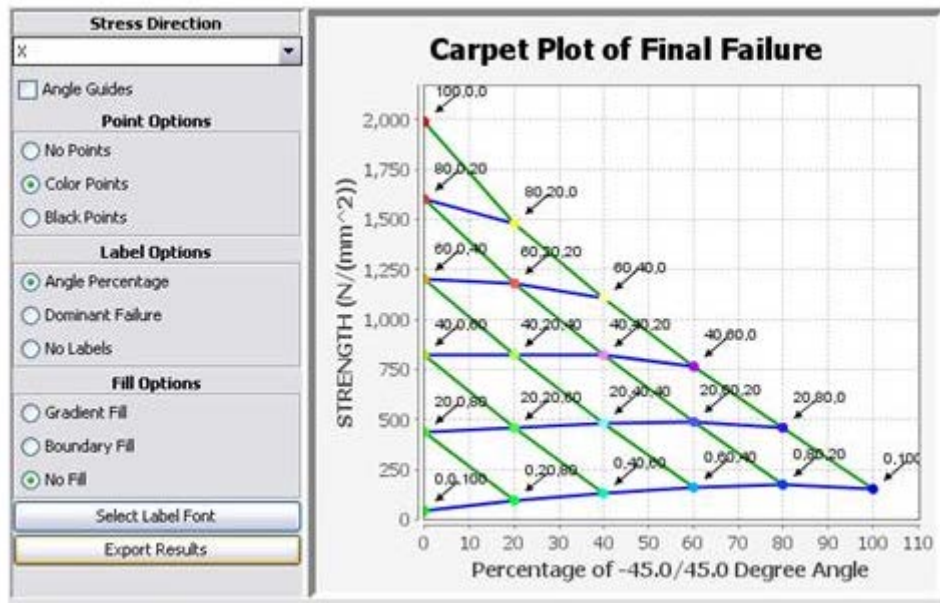 Stress Direction
X
Angle Guides
Point Options
No Points
Color Points
Black Points
Label Options
Angle Percentage
Dominant Failure
No Labels
Fill Options
Gradient Fill
Boundary Fill
No Fill
Select Label Font
Export Results
Carpet Plot of Final Failure
STRENGTH (N/(mm^2))
2,000
1,750
1,500
1,250
1,000
750
500
250
0
100,0,0
80,0,20
80,20,0
60,0,40
60,20,20
60,40,0
40,0,60
40,20,40
40,40,20
40,60,0
20,0,80
20,20,60
20,40,40
20,60,20
20,80,0
0,0,100
0,20,80
0,40,60
0,60,40
0,80,20
0,100
0 10 20 30 40 50 60 70 80 90 100 110
Percentage of -45.0/45.0 Degree Angle